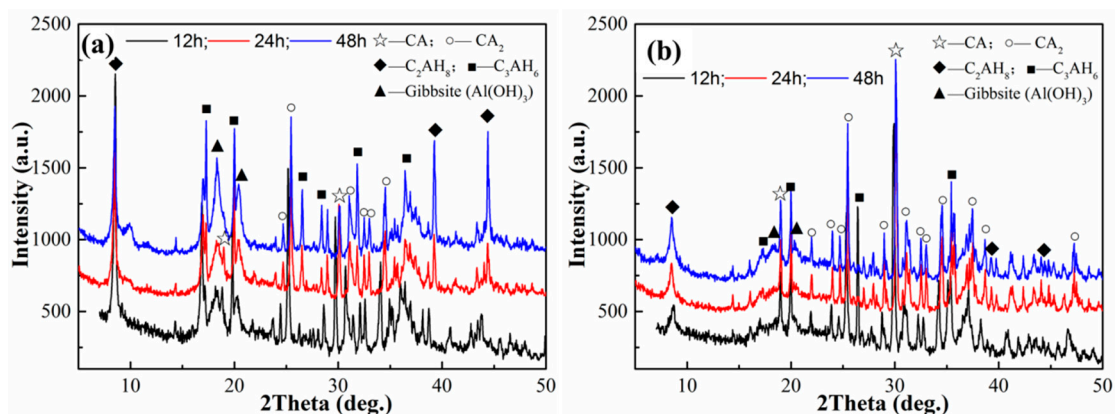 2500
(a)
12h; 24h; 48h
CA; CA2
C2AH8; C3AH6
Gibbsite (Al(OH)3)
2000
1500
1000
500
Intensity (a.u.)
10 20 30 40 50
2Theta (deg.)
2500
(b)
CA; CA2
C2AH8; C3AH6
12h; 24h; 48h
Gibbsite (Al(OH)3)
2000
1500
1000
500
Intensity (a.u.)
10 20 30 40 50
2Theta (deg.)